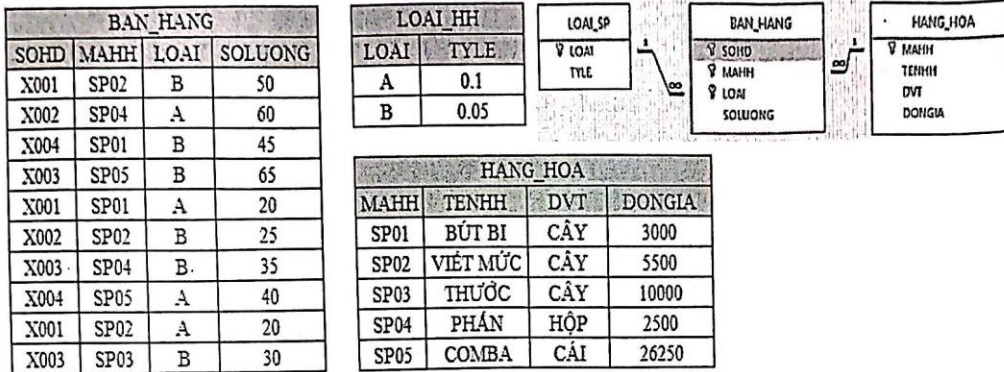 BAN_HANG
SOHD MAHH LOAI SOLUONG
X001 SP02 B 50
X002 SP04 A 60
X004 SP01 B 45
X003 SP05 B 65
X001 SP01 A 20
X002 SP02 B 25
X003 SP04 B 35
X004 SP05 A 40
X001 SP02 A 20
X003 SP03 B 30
LOAI_HH
LOAI TYLE
A 0.1
B 0.05
LOAI_SP
LOAI
TYLE
1
∞
BAN_HANG
SOHD
MAHH
LOAI
SOLUONG
1
∞
HANG_HOA
MAHH
TENHH
DVT
DONGIA
HANG_HOA
MAHH TENHH DVT DONGIA
SP01 BÚT BI CÂY 3000
SP02 VIẾT MỨC CÂY 5500
SP03 THƯỚC CÂY 10000
SP04 PHẤN HỘP 2500
SP05 COMBA CÁI 26250